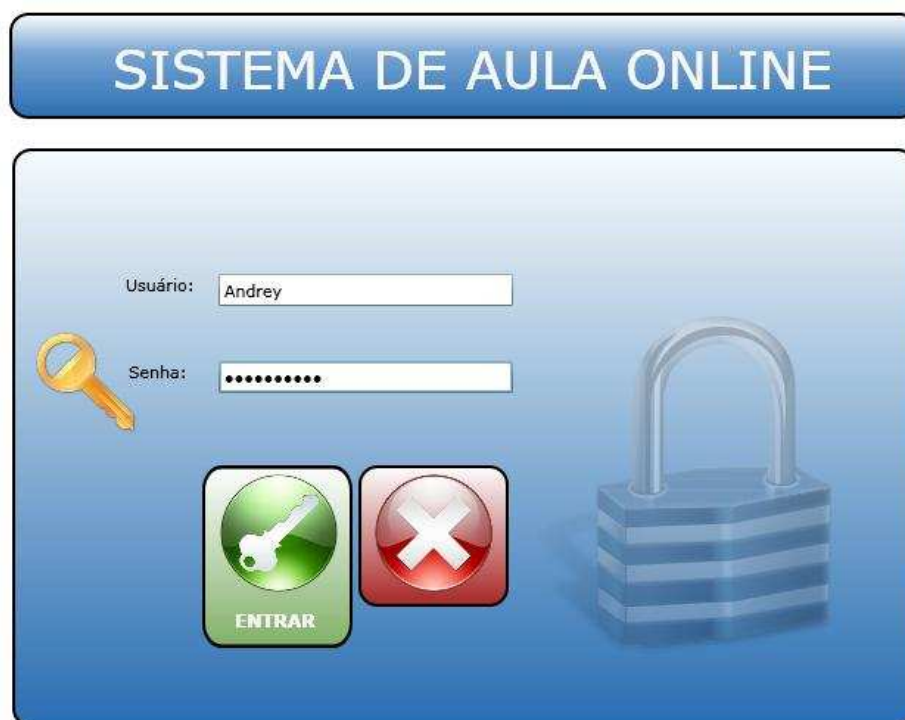 SISTEMA DE AULA ONLINE
Usuário: Andrey
Senha: ••••••••••
ENTRAR